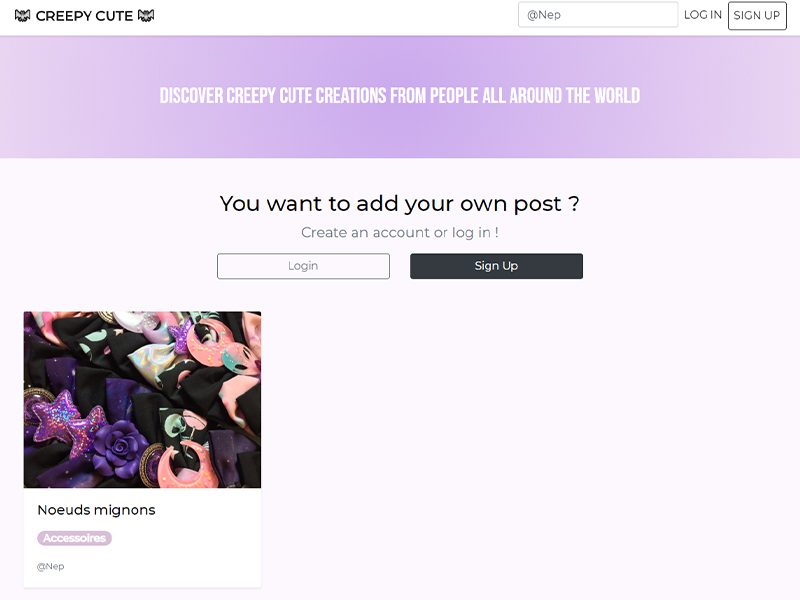 CREEPY CUTE
@Nep
LOG IN
SIGN UP
DISCOVER CREEPY CUTE CREATIONS FROM PEOPLE ALL AROUND THE WORLD
You want to add your own post ?
Create an account or log in !
Login
Sign Up
Noeuds mignons
Accessoires
@Nep